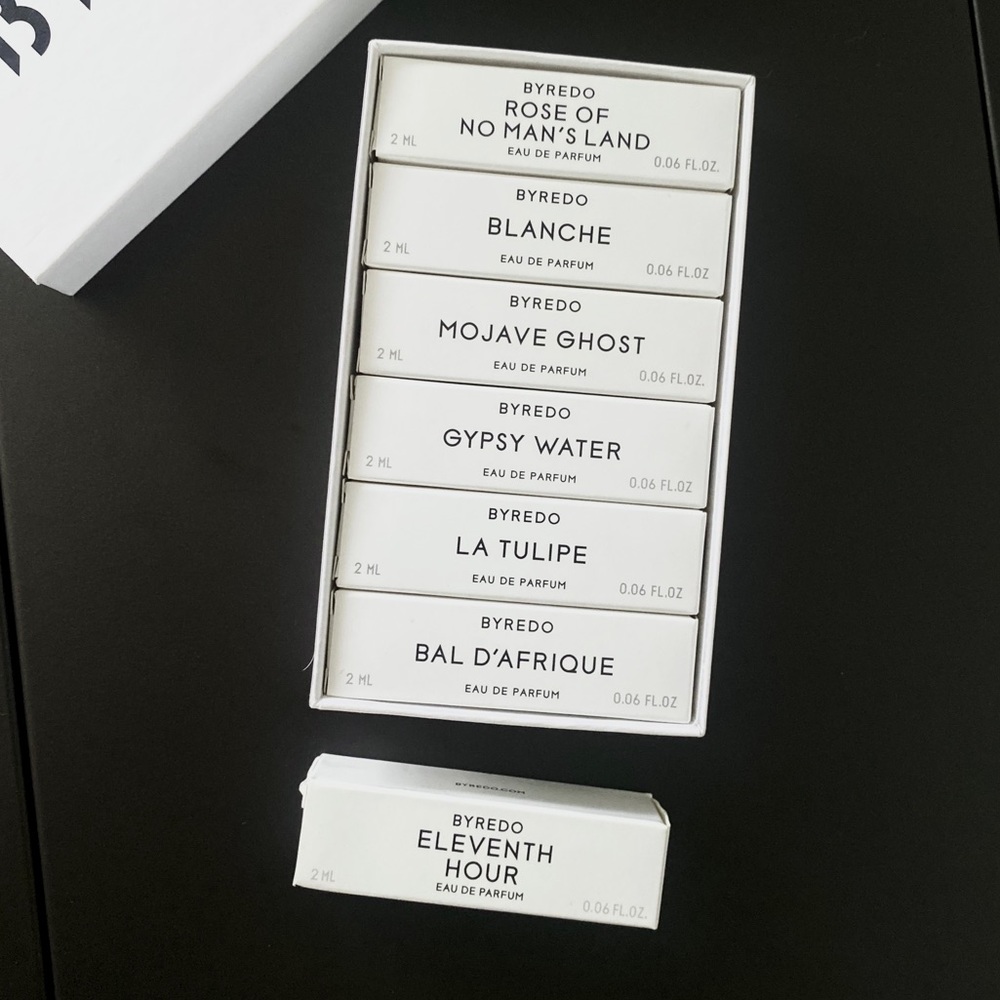 BYREDO
ROSE OF
NO MAN'S LAND
EAU DE PARFUM
2 ML
0.06 FL.OZ.
BYREDO
BLANCHE
EAU DE PARFUM
2 ML
0.06 FL.OZ
BYREDO
MOJAVE GHOST
EAU DE PARFUM
2 ML
0.06 FL.OZ.
BYREDO
GYPSY WATER
EAU DE PARFUM
2 ML
0.06 FL.OZ
BYREDO
LA TULIPE
EAU DE PARFUM
2 ML
0.06 FL.OZ
BYREDO
BAL D'AFRIQUE
EAU DE PARFUM
2 ML
0.06 FL.OZ
BYREDO.COM
BYREDO
ELEVENTH
HOUR
EAU DE PARFUM
2 ML
0.06 FL.OZ.